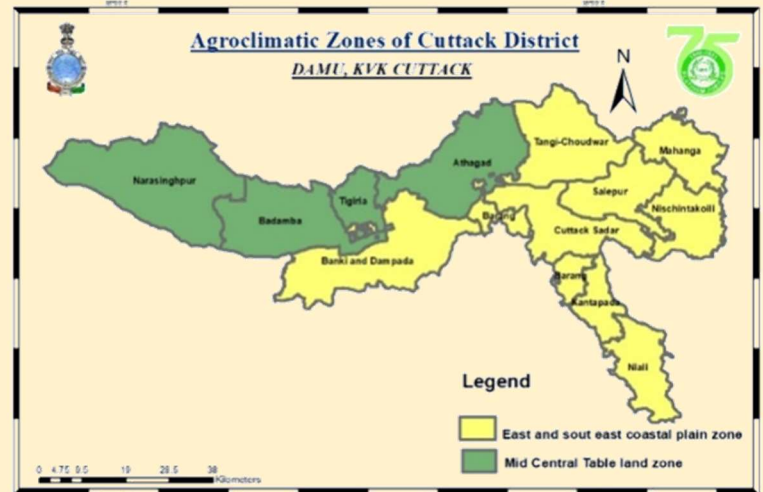 Agroclimatic Zones of Cuttack District
DAMU, KVK CUTTACK
75
N
Tangi-Choudwar
Mahanga
Athagad
Narasinghpur
Salepur
Tigiria
Nischintakoili
Badamba
Cuttack Sadar
Banki and Dampada
Barang
Kantapada
Niali
Legend
East and sout east coastal plain zone
Mid Central Table land zone
0 4.75 9.5 19 28.5 38
Kilometers